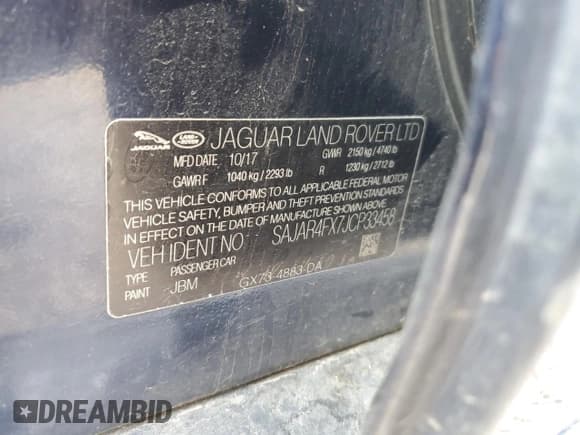 JAGUAR
LAND ROVER
JAGUAR LAND ROVER LTD
MFD DATE 10/17 GVWR 2150 kg / 4740 lb
GAWR F 1040 kg / 2293 lb R 1230 kg / 2712 lb
THIS VEHICLE CONFORMS TO ALL APPLICABLE FEDERAL MOTOR
VEHICLE SAFETY, BUMPER AND THEFT PREVENTION STANDARDS
IN EFFECT ON THE DATE OF MANUFACTURE SHOWN ABOVE.
VEH IDENT NO SAJAR4FX7JCP33458
TYPE PASSENGER CAR
PAINT JBM GX73-4883-DA
DREAMBID